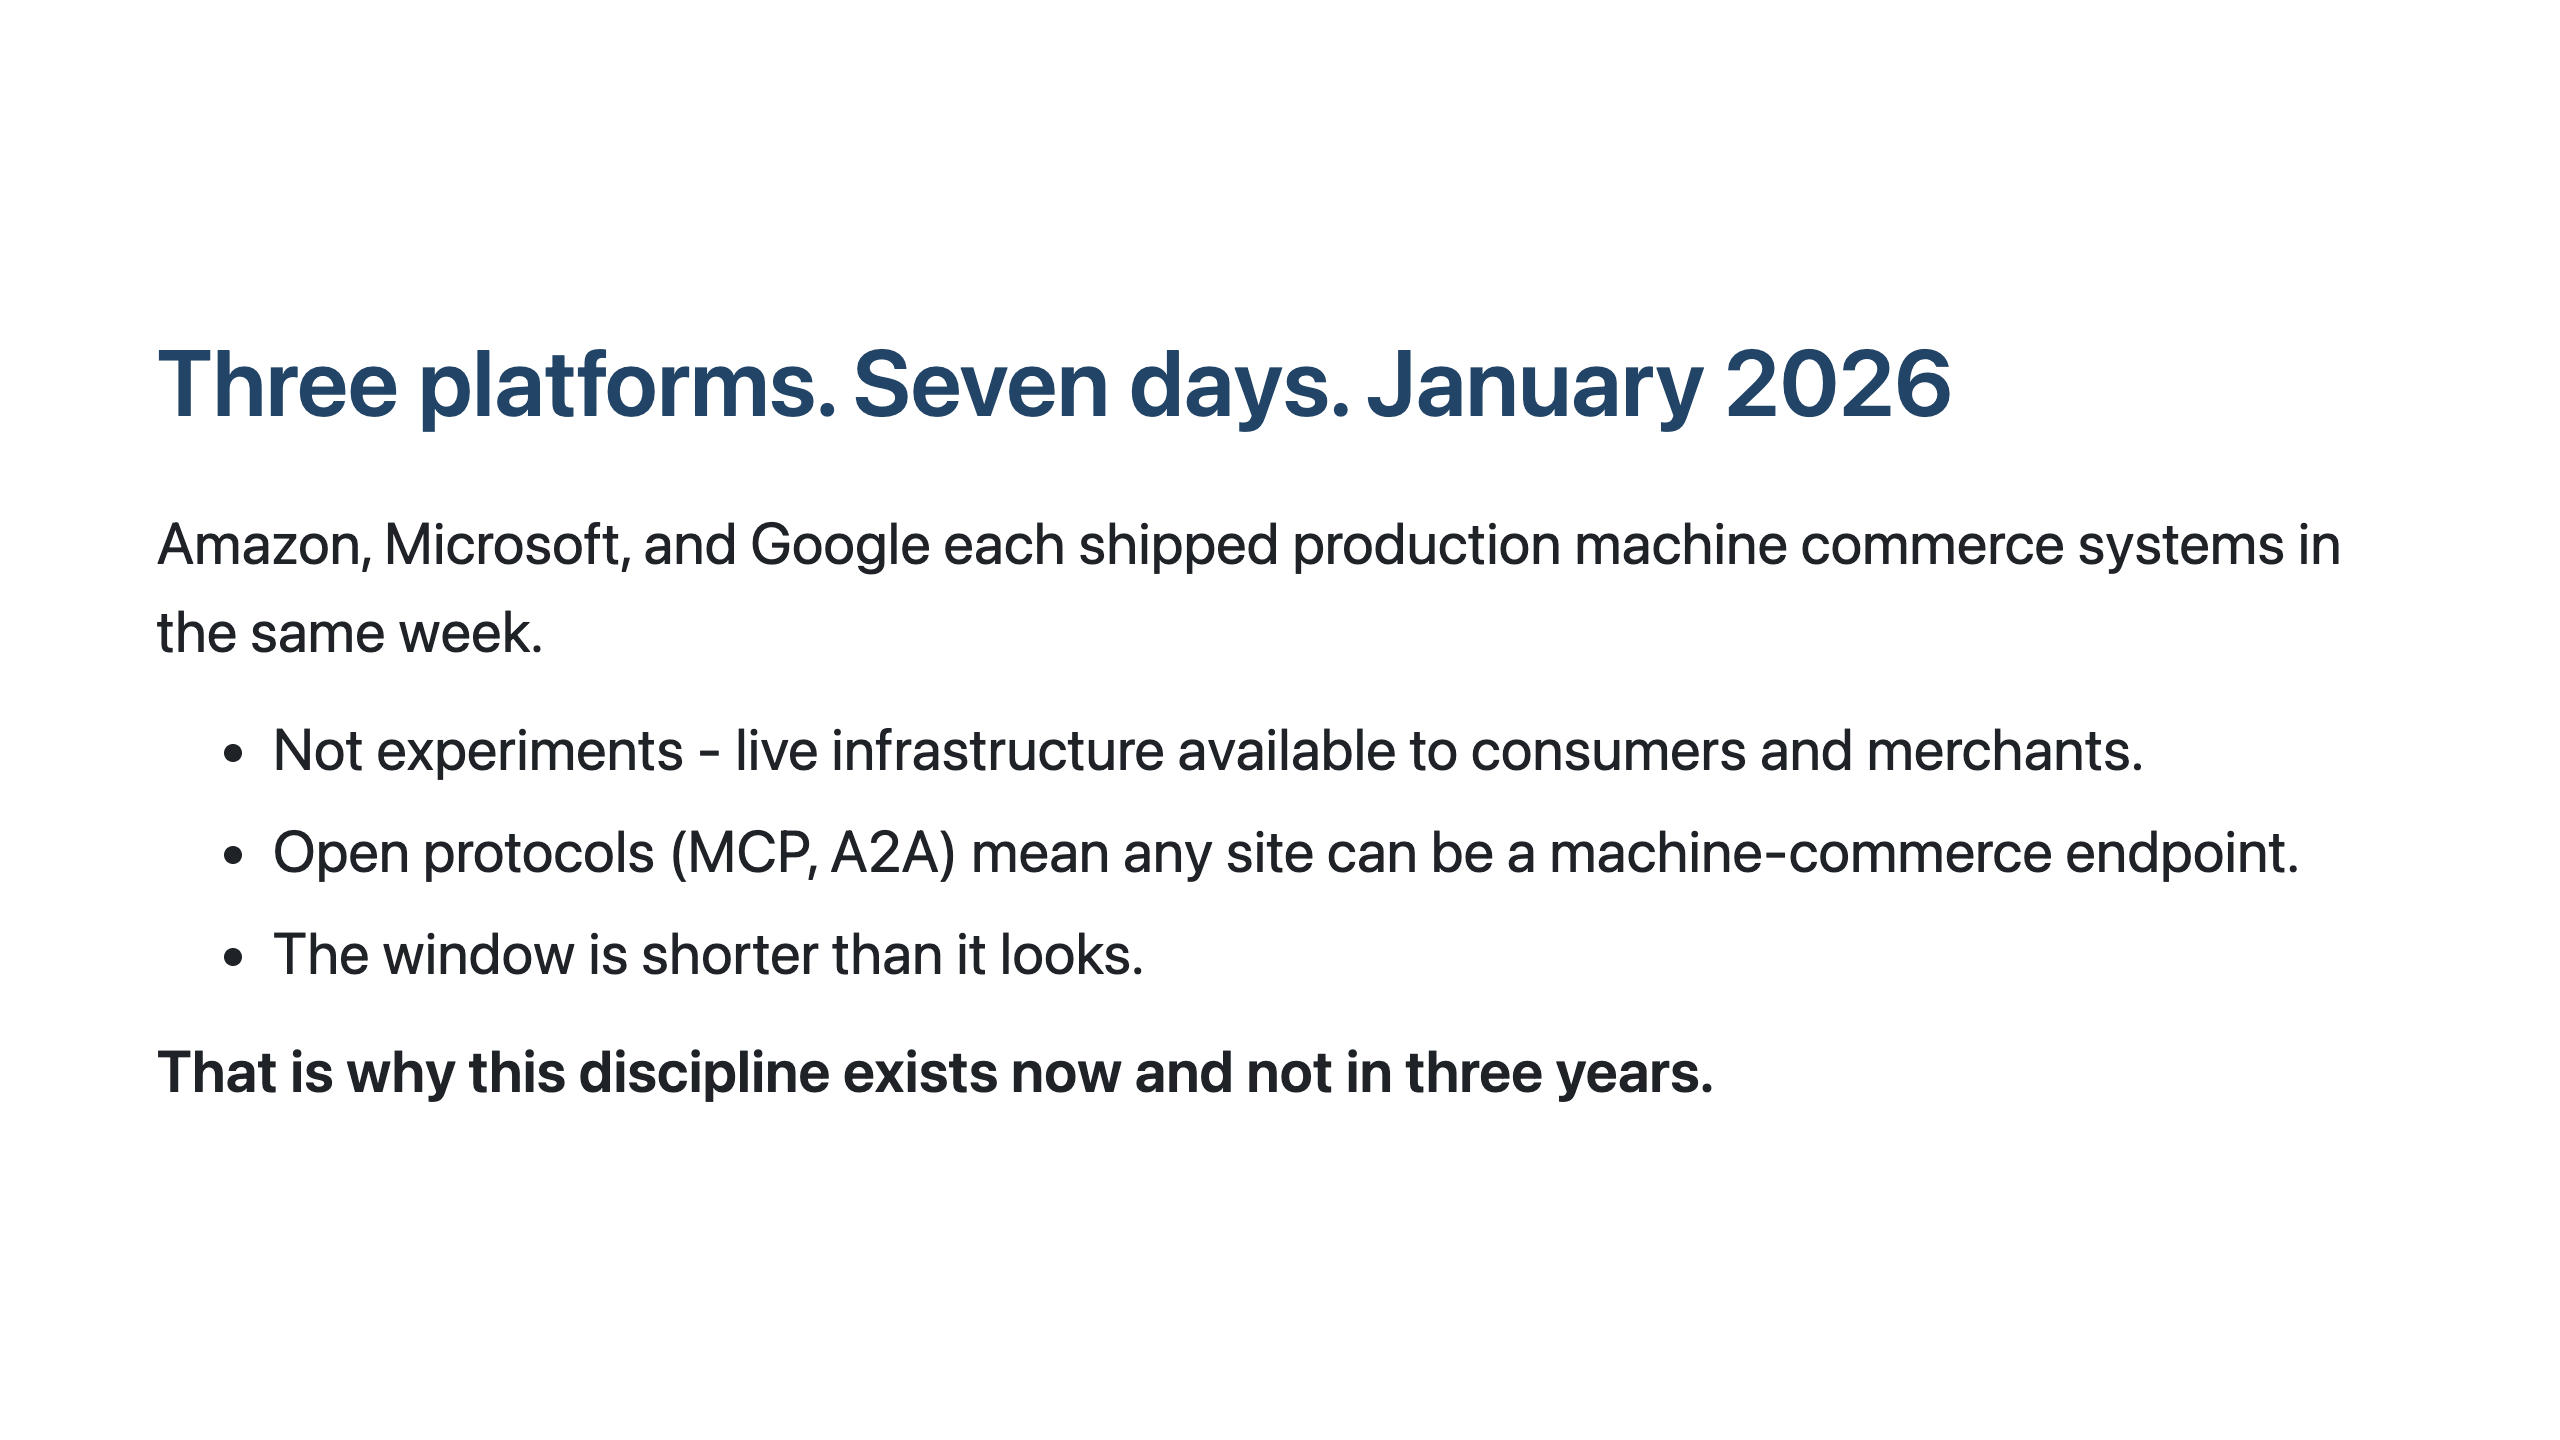 Three platforms. Seven days. January 2026
Amazon, Microsoft, and Google each shipped production machine commerce systems in
the same week.
• Not experiments - live infrastructure available to consumers and merchants.
• Open protocols (MCP, A2A) mean any site can be a machine-commerce endpoint.
• The window is shorter than it looks.
That is why this discipline exists now and not in three years.